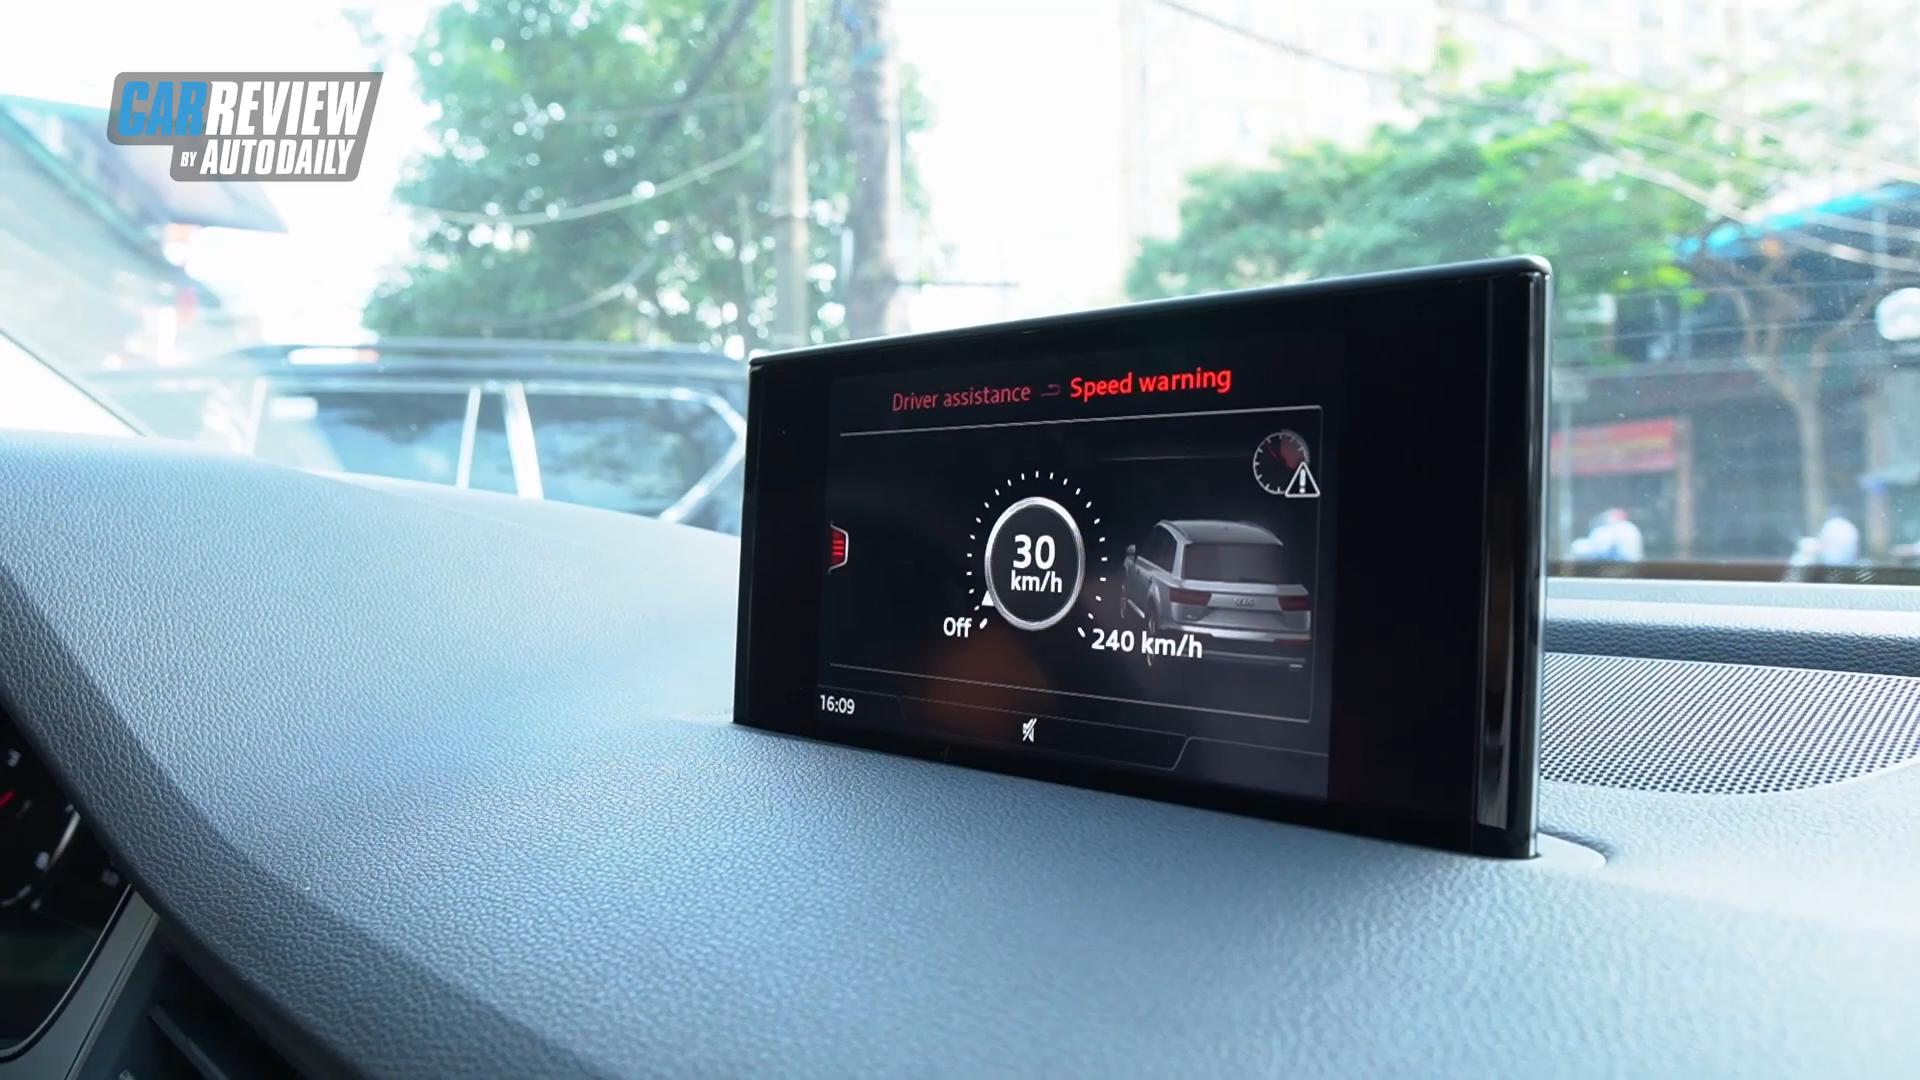 CARREVIEW
BY AUTODAILY
Driver assistance Speed warning
30
km/h
Off
240 km/h
16:09